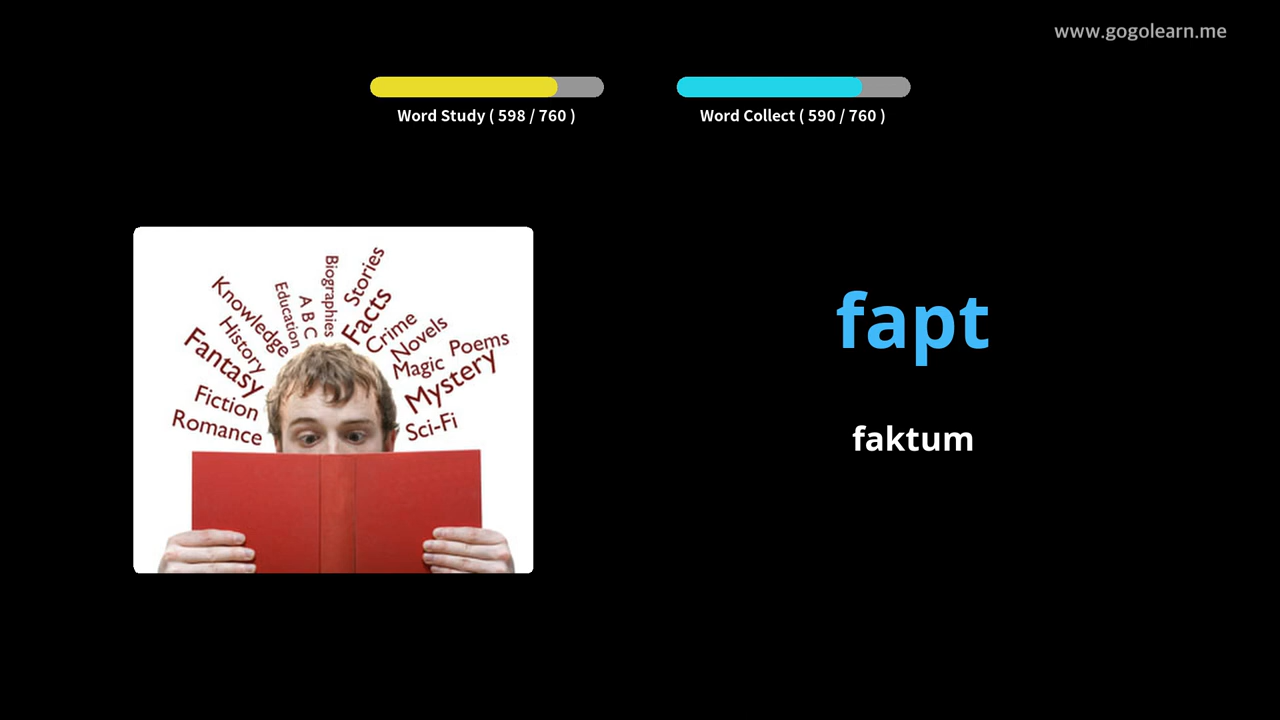 www.gogolearn.me
Word Study ( 598 / 760 )
Word Collect ( 590 / 760 )
Stories
Biographies
Facts
Education
A B C
Knowledge
Crime
Novels
History
Poems
Fantasy
Magic
Mystery
Fiction
Romance
Sci-Fi
fapt
faktum